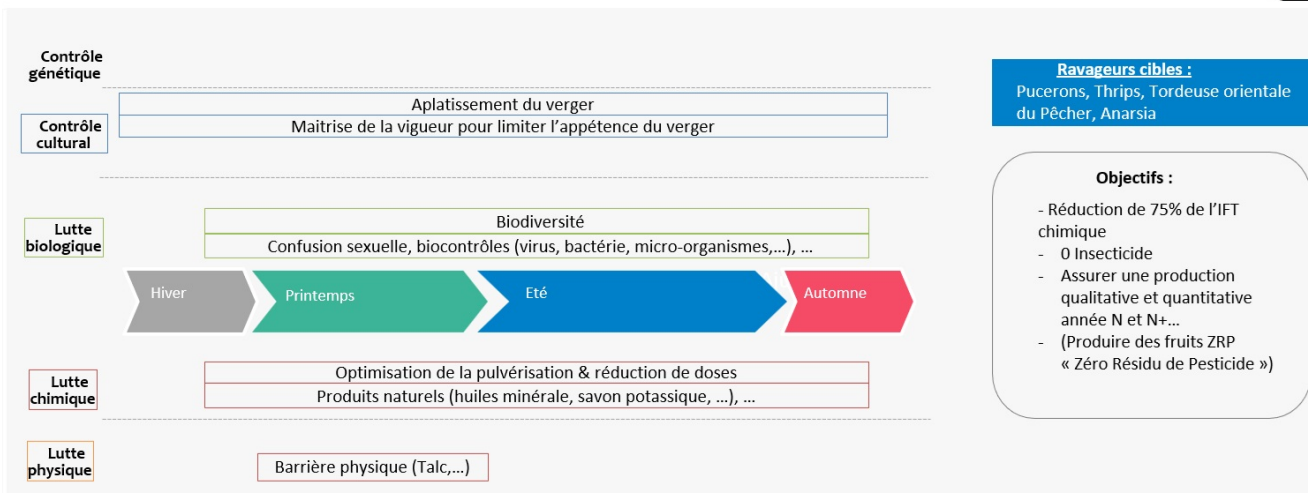 Contrôle
génétique
Aplatissement du verger
Maitrise de la vigueur pour limiter l’appétence du verger
Contrôle
cultural
Biodiversité
Confusion sexuelle, biocontrôles (virus, bactérie, micro-organismes,…), …
Lutte
biologique
Hiver
Printemps
Eté
Automne
Optimisation de la pulvérisation & réduction de doses
Produits naturels (huiles minérale, savon potassique, …), …
Lutte
chimique
Lutte
physique
Barrière physique (Talc,…)
Ravageurs cibles :
Pucerons, Thrips, Tordeuse orientale
du Pêcher, Anarsia
Objectifs :
- Réduction de 75% de l’IFT
chimique
- 0 Insecticide
- Assurer une production
qualitative et quantitative
année N et N+…
- (Produire des fruits ZRP
« Zéro Résidu de Pesticide »)